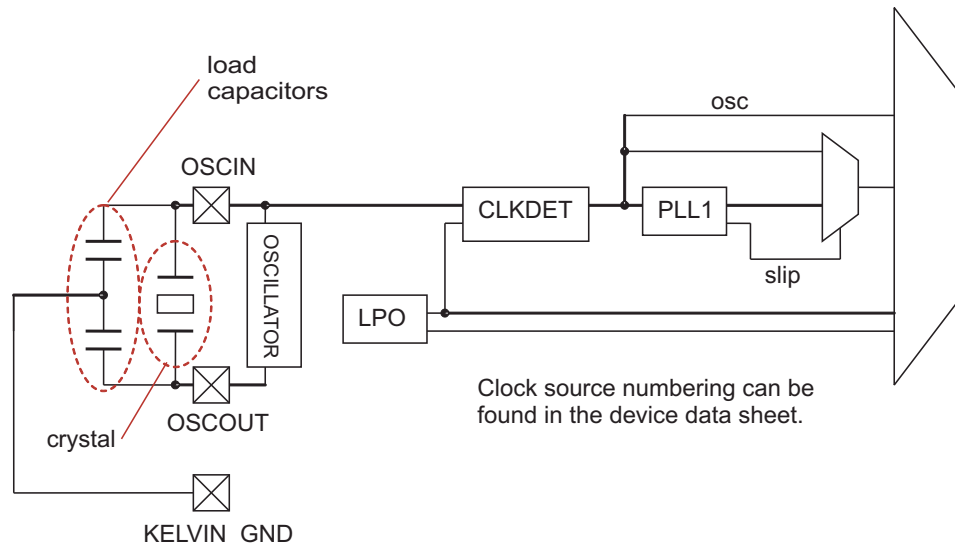 load
capacitors
osc
OSCIN
CLKDET
PLL1
OSCILLATOR
slip
LPO
Clock source numbering can be
found in the device data sheet.
OSCOUT
crystal
KELVIN_GND